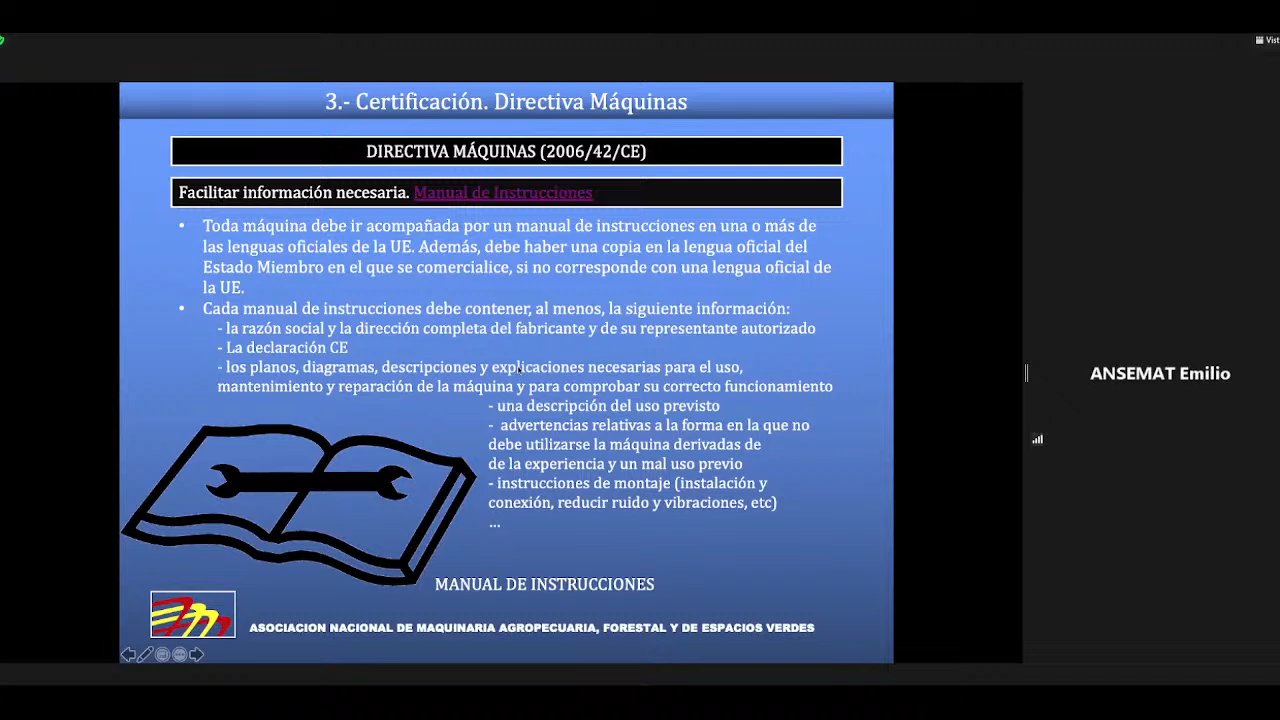 Vist
3.- Certificación. Directiva Máquinas
DIRECTIVA MÁQUINAS (2006/42/CE)
Facilitar información necesaria. Manual de Instrucciones
• Toda máquina debe ir acompañada por un manual de instrucciones en una o más de
las lenguas oficiales de la UE. Además, debe haber una copia en la lengua oficial del
Estado Miembro en el que se comercialice, si no corresponde con una lengua oficial de
la UE.
• Cada manual de instrucciones debe contener, al menos, la siguiente información:
- la razón social y la dirección completa del fabricante y de su representante autorizado
- La declaración CE
- los planos, diagramas, descripciones y explicaciones necesarias para el uso,
mantenimiento y reparación de la máquina y para comprobar su correcto funcionamiento
- una descripción del uso previsto
- advertencias relativas a la forma en la que no
debe utilizarse la máquina derivadas de
de la experiencia y un mal uso previo
- instrucciones de montaje (instalación y
conexión, reducir ruido y vibraciones, etc)
...
MANUAL DE INSTRUCCIONES
ASOCIACION NACIONAL DE MAQUINARIA AGROPECUARIA, FORESTAL Y DE ESPACIOS VERDES
ANSEMAT Emilio